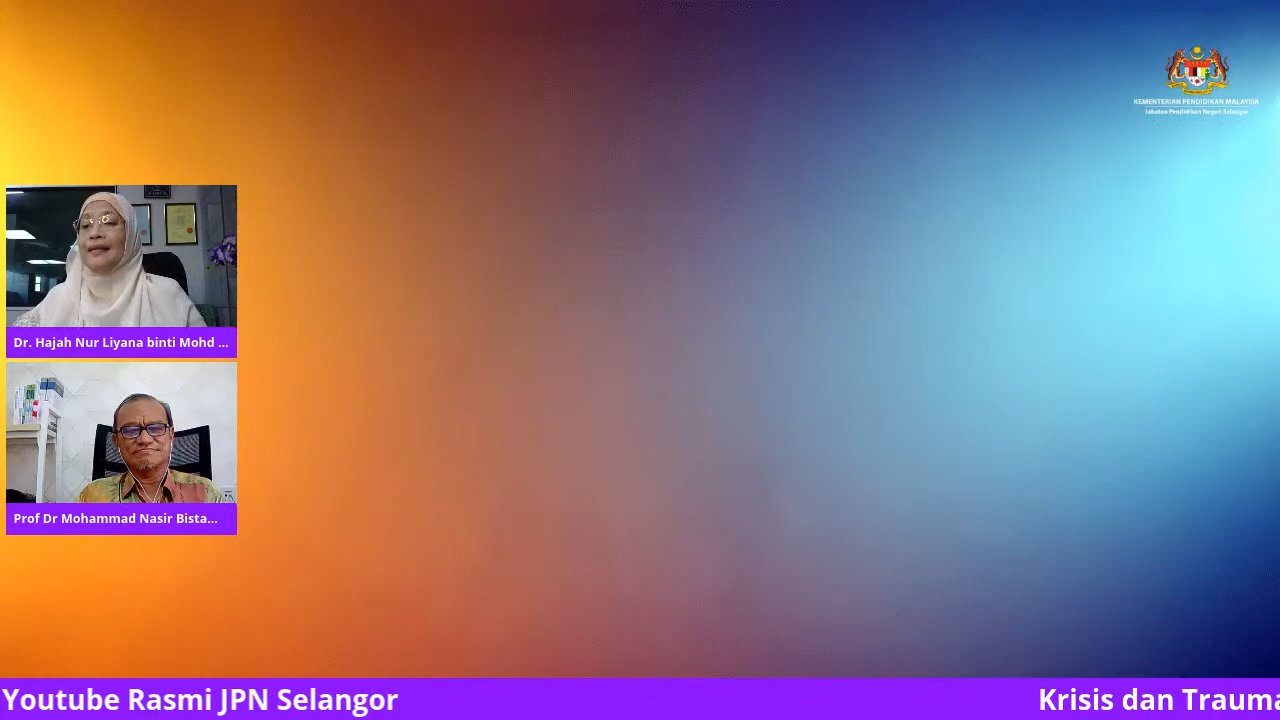 KEMENTERIAN PENDIDIKAN MALAYSIA
Jabatan Pendidikan Negeri Selangor
Dr. Hajah Nur Liyana binti Mohd ...
Prof Dr Mohammad Nasir Bista...
Youtube Rasmi JPN Selangor
Krisis dan Trauma